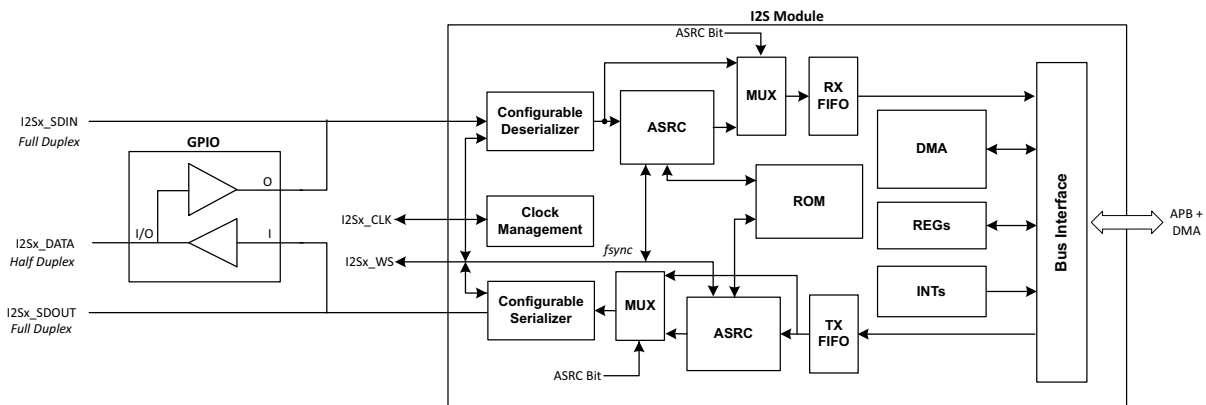 I2S Module
ASRC Bit
MUX
RX
FIFO
Configurable
Deserializer
ASRC
I2Sx_SDIN
Full Duplex
GPIO
O
DMA
ROM
Clock
Management
I2Sx_CLK
I/O
I
I2Sx_DATA
Half Duplex
REGs
Bus Interface
APB +
DMA
fsync
I2Sx_WS
INTs
Configurable
Serializer
MUX
ASRC
TX
FIFO
I2Sx_SDOUT
Full Duplex
ASRC Bit